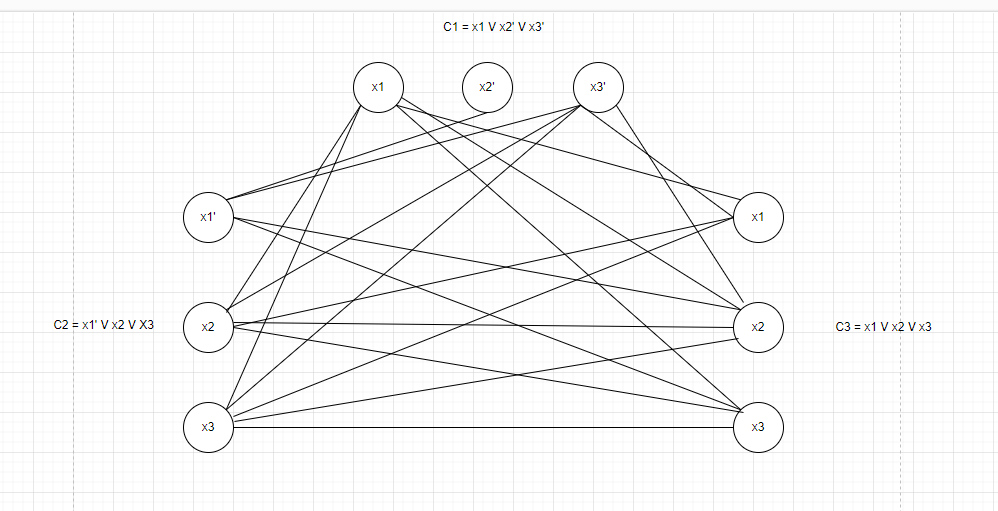 C1 = x1 V x2' V x3'
x1 x2' x3'
x1' x1
C2 = x1' V x2 V X3 x2 x2 C3 = x1 V x2 V x3
x3 x3